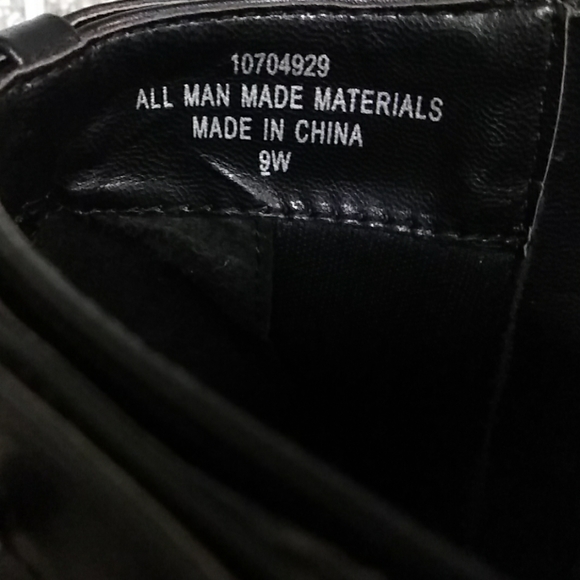 10704929
ALL MAN MADE MATERIALS
MADE IN CHINA
9W